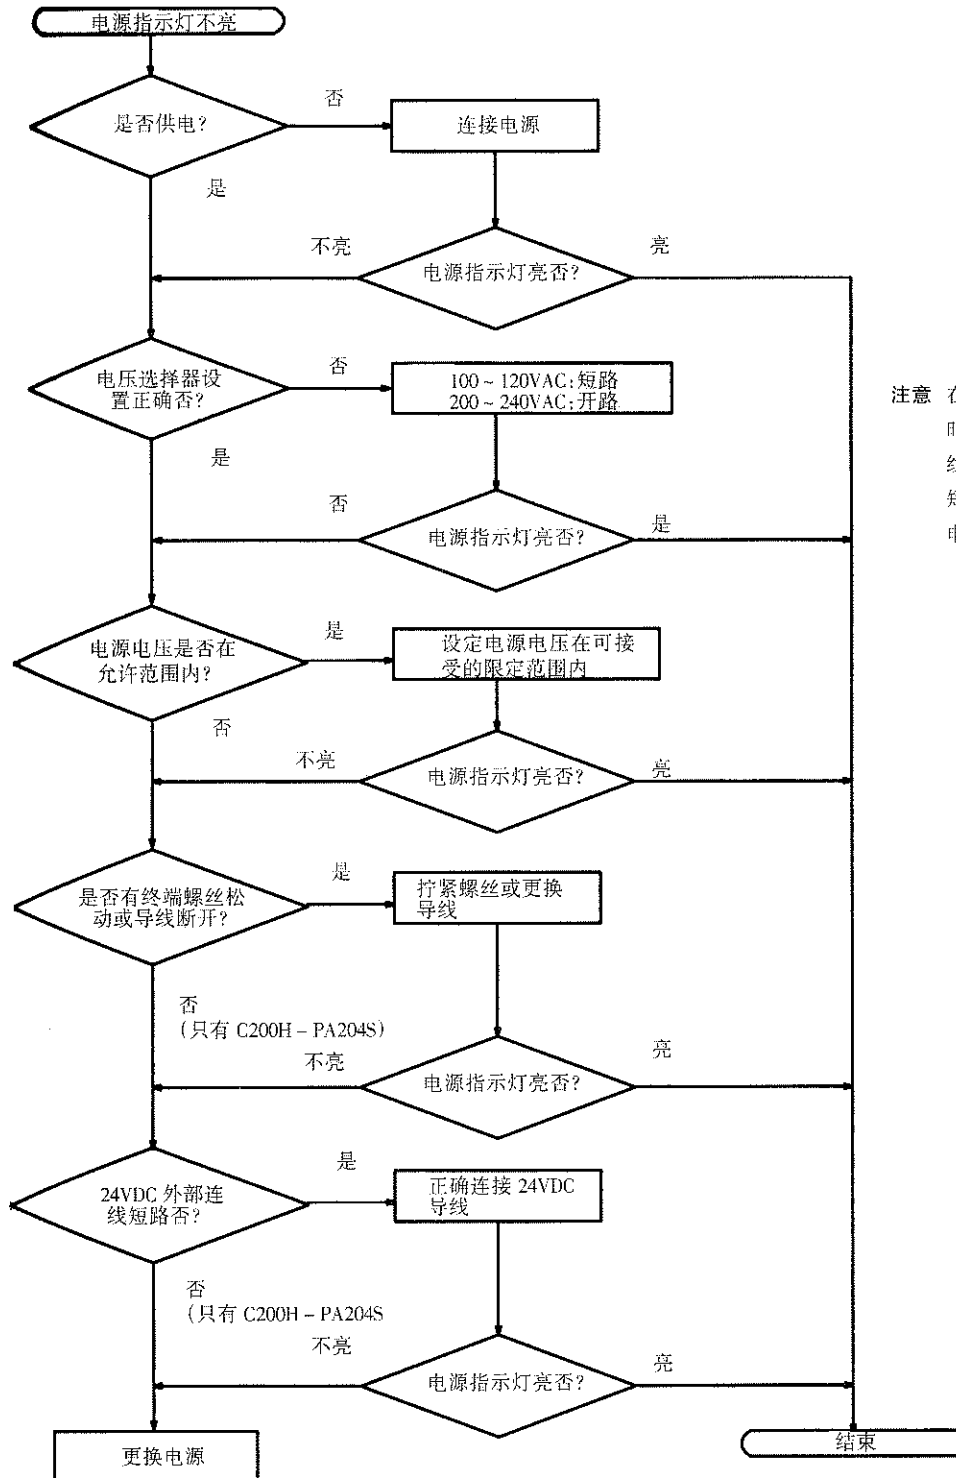 电源指示灯不亮
是否供电?
否
连接电源
是
不亮
电源指示灯亮否?
亮
电压选择器设
置正确否?
否
100~120VAC:短路
200~240VAC:开路
注意 在
是
否
电源指示灯亮否?
是
电源电压是否在
允许范围内?
是
设定电源电压在可接
受的限定范围内
否
不亮
电源指示灯亮否?
亮
是否有终端螺丝松
动或导线断开?
是
拧紧螺丝或更换
导线
否
(只有 C200H-PA204S)
不亮
电源指示灯亮否?
亮
24VDC 外部连
线短路否?
是
正确连接 24VDC
导线
否
(只有 C200H-PA204S
不亮
电源指示灯亮否?
亮
更换电源
结束